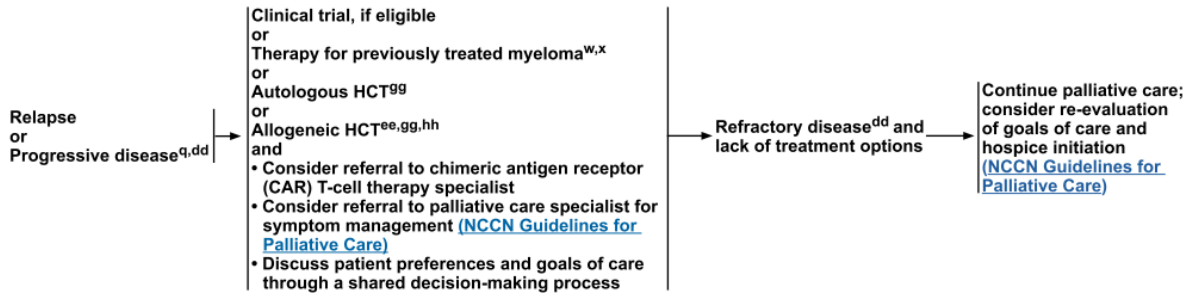 Relapse
or
Progressive disease^q,dd
Clinical trial, if eligible
or
Therapy for previously treated myeloma^w,x
or
Autologous HCT^gg
or
Allogeneic HCT^ee,gg,hh
and
• Consider referral to chimeric antigen receptor
(CAR) T-cell therapy specialist
• Consider referral to palliative care specialist for
symptom management (NCCN Guidelines for
Palliative Care)
• Discuss patient preferences and goals of care
through a shared decision-making process
Refractory disease^dd and
lack of treatment options
Continue palliative care;
consider re-evaluation
of goals of care and
hospice initiation
(NCCN Guidelines for
Palliative Care)